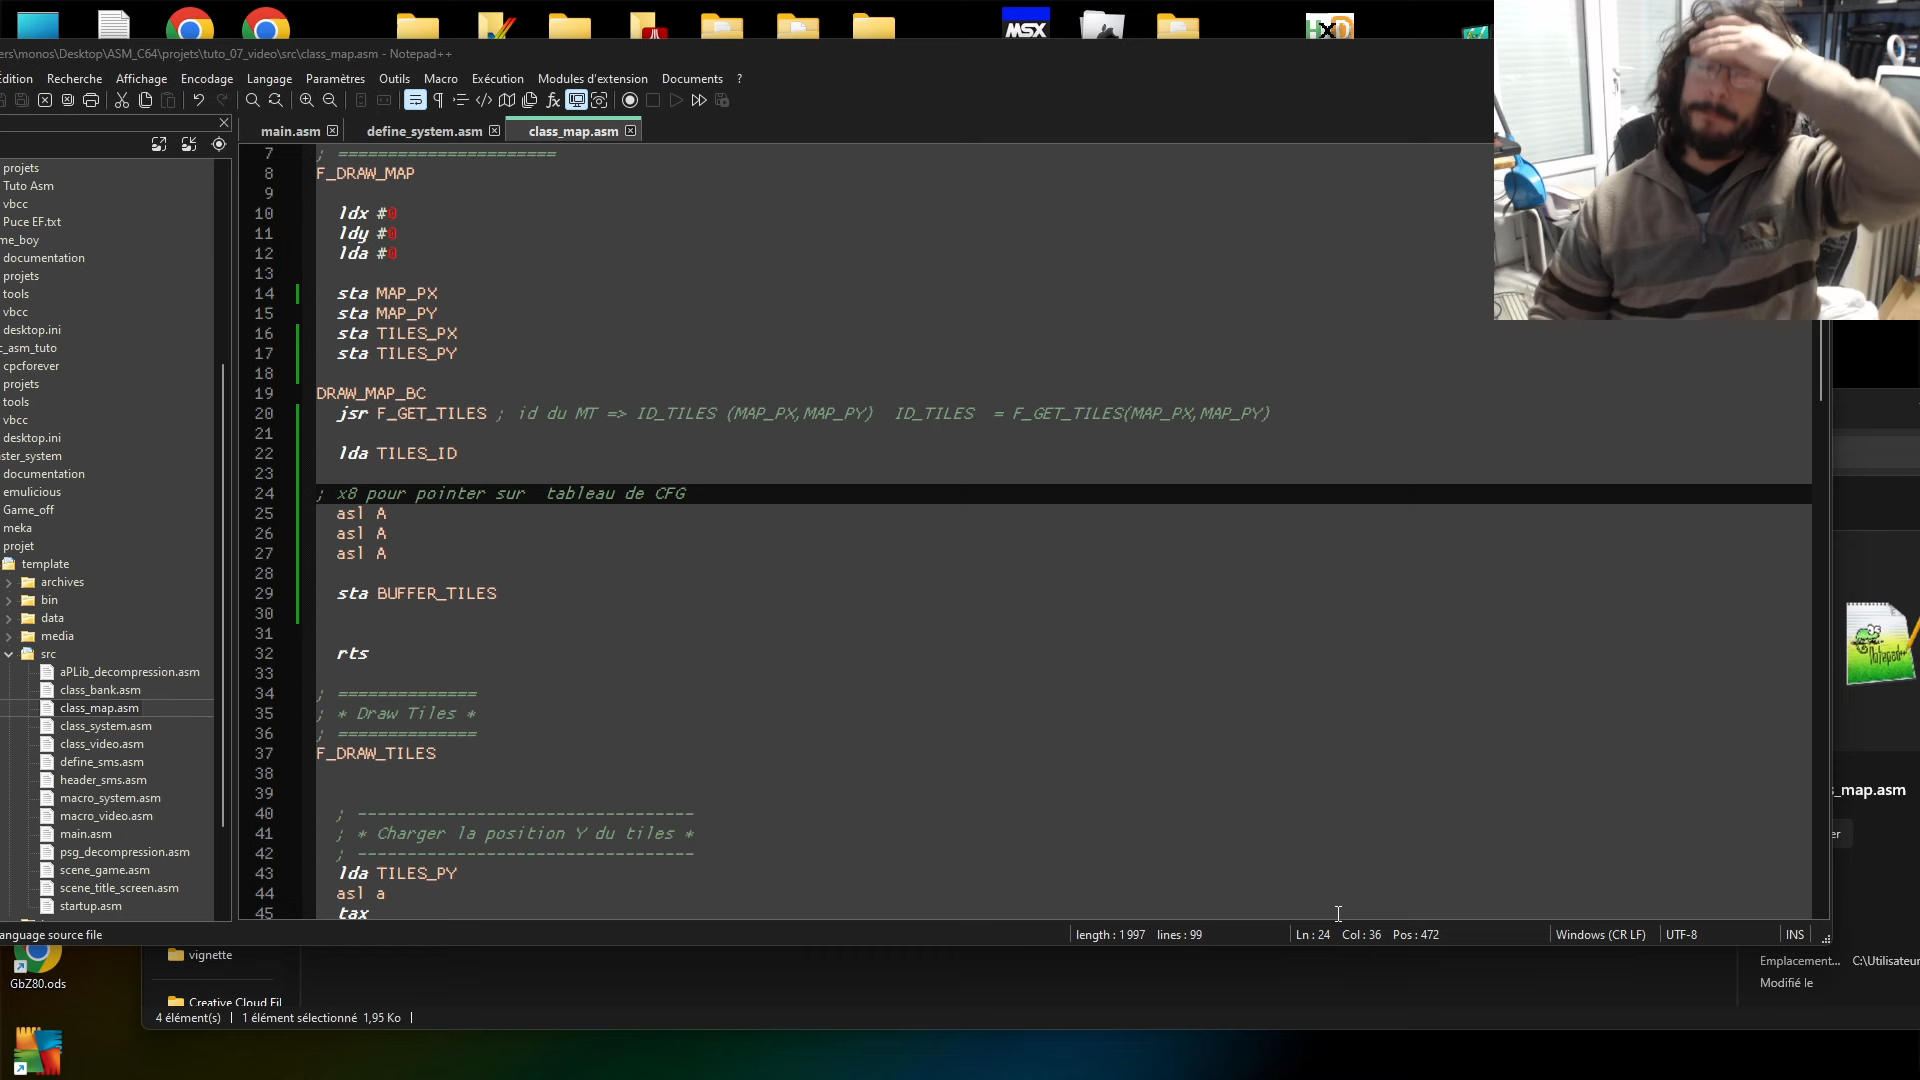 MSX
HxD
ers\monos\Desktop\ASM_C64\projets\tuto_07_video\src\class_map.asm - Notepad++
Édition Recherche Affichage Encodage Langage Paramètres Outils Macro Exécution Modules d'extension Documents ?
main.asm define_system.asm class_map.asm
projets
Tuto Asm
vbcc
Puce EF.txt
me_boy
documentation
projets
tools
vbcc
desktop.ini
c_asm_tuto
cpcforever
projets
tools
vbcc
desktop.ini
ster_system
documentation
emulicious
Game_off
meka
projet
template
archives
bin
data
media
src
aPLib_decompression.asm
class_bank.asm
class_map.asm
class_system.asm
class_video.asm
define_sms.asm
header_sms.asm
macro_system.asm
macro_video.asm
main.asm
psg_decompression.asm
scene_game.asm
scene_title_screen.asm
startup.asm
7 ; ======================
8 F_DRAW_MAP
9
10 ldx #0
11 ldy #0
12 lda #0
13
14 sta MAP_PX
15 sta MAP_PY
16 sta TILES_PX
17 sta TILES_PY
18
19 DRAW_MAP_BC
20 jsr F_GET_TILES ; id du MT => ID_TILES (MAP_PX,MAP_PY) ID_TILES = F_GET_TILES(MAP_PX,MAP_PY)
21
22 lda TILES_ID
23
24 ; x8 pour pointer sur tableau de CFG
25 asl A
26 asl A
27 asl A
28
29 sta BUFFER_TILES
30
31
32 rts
33
34 ; ==============
35 ; * Draw Tiles *
36 ; ==============
37 F_DRAW_TILES
38
39
40 ; ----------------------------------
41 ; * Charger la position Y du tiles *
42 ; ----------------------------------
43 lda TILES_PY
44 asl a
45 tax
Notepad++
s_map.asm
er
anguage source file
length : 1 997 lines : 99
Ln : 24 Col : 36 Pos : 472
Windows (CR LF)
UTF-8
INS
GbZ80.ods
vignette
Creative Cloud Fil
4 élément(s) 1 élément sélectionné 1,95 Ko
Emplacement... C:\Utilisateur
Modifié le